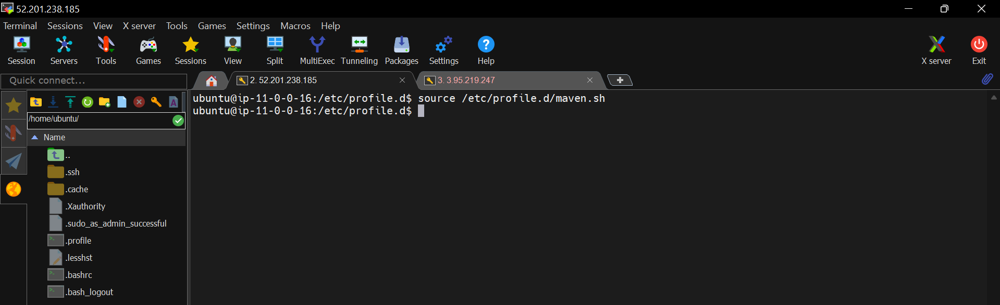 52.201.238.185
Terminal Sessions View X server Tools Games Settings Macros Help
Session Servers Tools Games Sessions View Split MultiExec Tunneling Packages Settings Help X server Exit
Quick connect...
2. 52.201.238.185
3. 3.95.219.247
ubuntu@ip-11-0-0-16:/etc/profile.d$ source /etc/profile.d/maven.sh
ubuntu@ip-11-0-0-16:/etc/profile.d$
/home/ubuntu/
Name
..
.ssh
.cache
.Xauthority
.sudo_as_admin_successful
.profile
.lesshst
.bashrc
.bash_logout